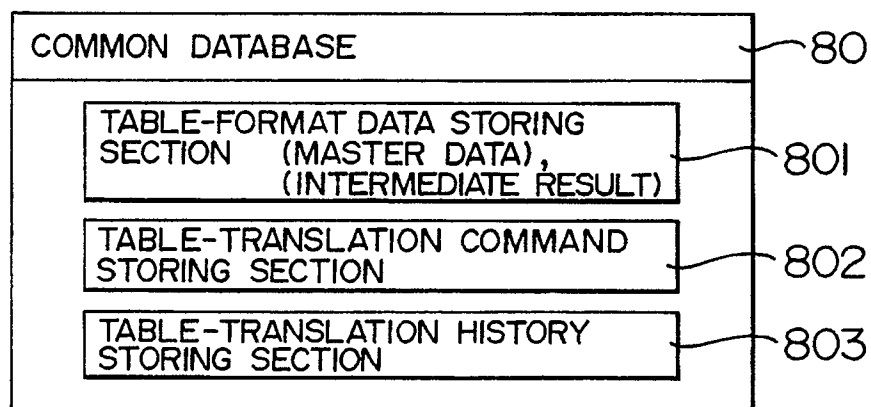 COMMON DATABASE 80
TABLE-FORMAT DATA STORING
SECTION (MASTER DATA),
(INTERMEDIATE RESULT)
801
TABLE-TRANSLATION COMMAND
STORING SECTION
802
TABLE-TRANSLATION HISTORY
STORING SECTION
803